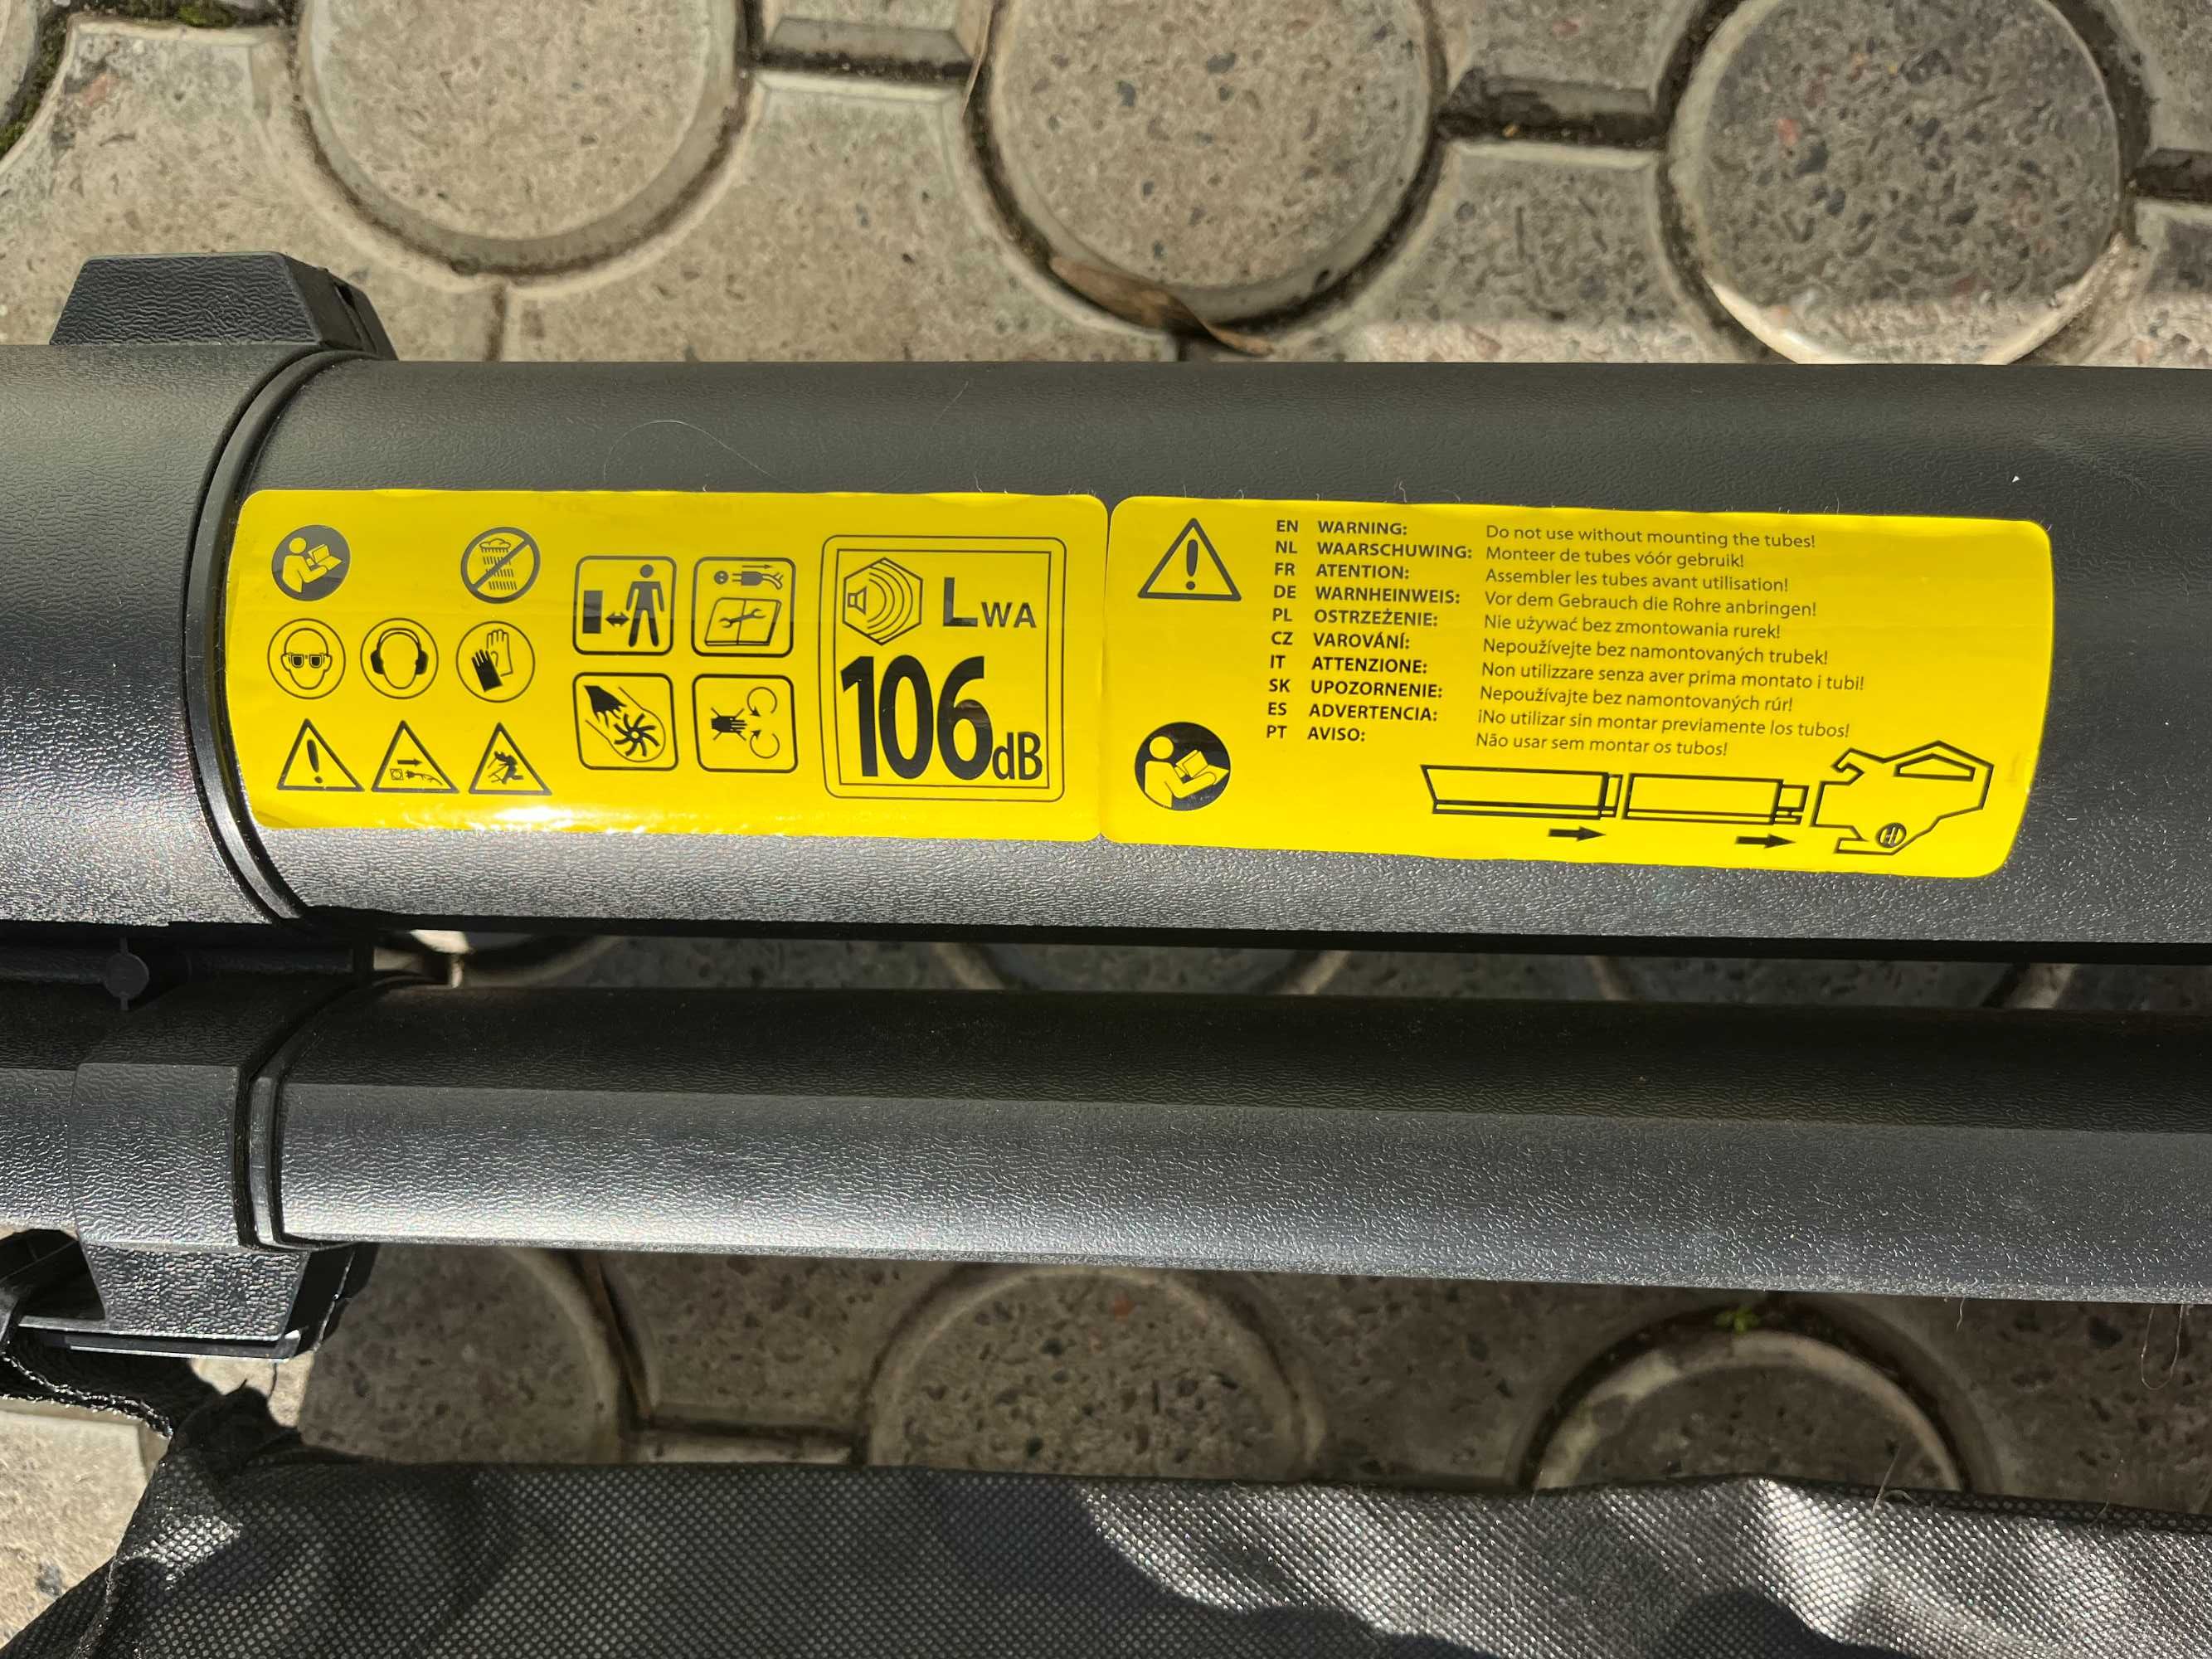 LWA
106dB
EN WARNING: Do not use without mounting the tubes!
NL WAARSCHUWING: Monteer de tubes vóór gebruik!
FR ATENTION: Assembler les tubes avant utilisation!
DE WARNHEINWEIS: Vor dem Gebrauch die Rohre anbringen!
PL OSTRZEŻENIE: Nie używać bez zmontowania rurek!
CZ VAROVÁNÍ: Nepoužívejte bez namontovaných trubek!
IT ATTENZIONE: Non utilizzare senza aver prima montato i tubi!
SK UPOZORNENIE: Nepoužívajte bez namontovaných rúr!
ES ADVERTENCIA: ¡No utilizar sin montar previamente los tubos!
PT AVISO: Não usar sem montar os tubos!